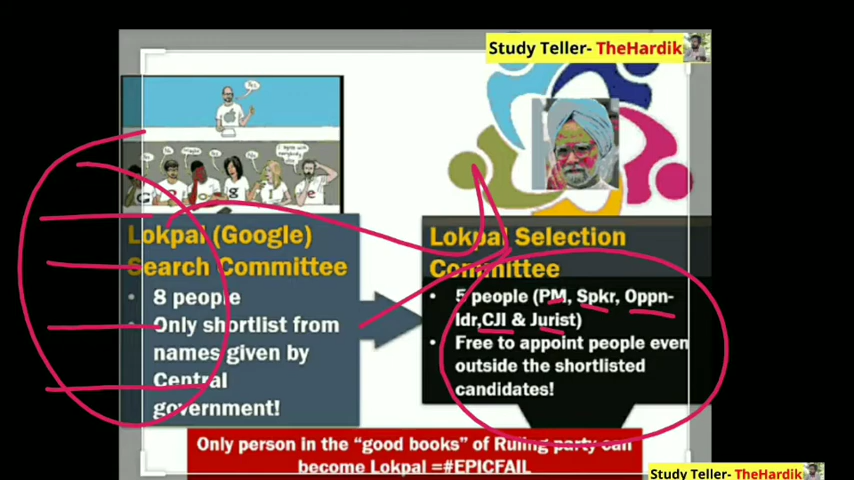 Study Teller- TheHardik
Lokpal (Google)
Search Committee
• 8 people
• Only shortlist from
names given by
Central
government!
Lokpal Selection
Committee
• 5 people (PM, Spkr, Oppn-
ldr,CJI & Jurist)
• Free to appoint people even
outside the shortlisted
candidates!
Only person in the “good books” of Ruling party can
become Lokpal =#EPICFAIL
Study Teller- TheHardik